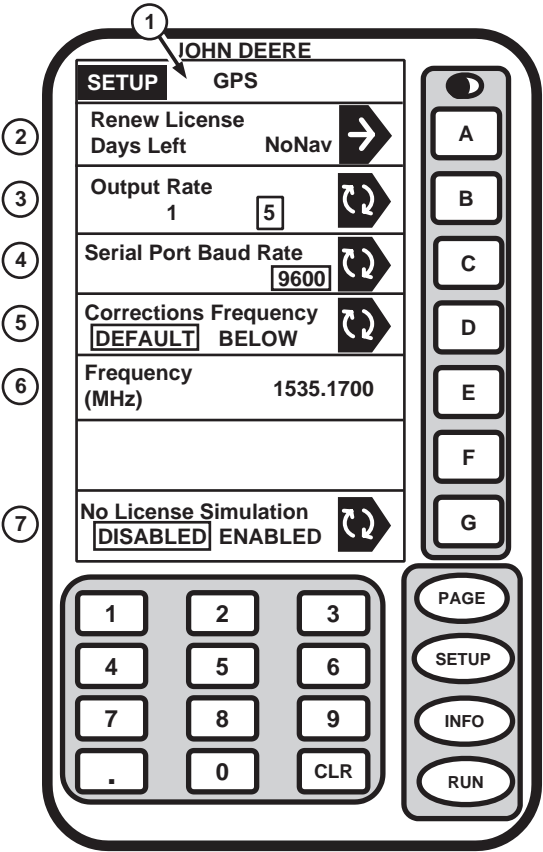 1
JOHN DEERE
SETUP GPS
2
Renew License
Days Left NoNav
A
3
Output Rate
1 5
B
4
Serial Port Baud Rate
9600
C
5
Corrections Frequency
DEFAULT BELOW
D
6
Frequency
(MHz) 1535.1700
E
F
7
No License Simulation
DISABLED ENABLED
G
1 2 3
4 5 6
7 8 9
. 0 CLR
PAGE
SETUP
INFO
RUN